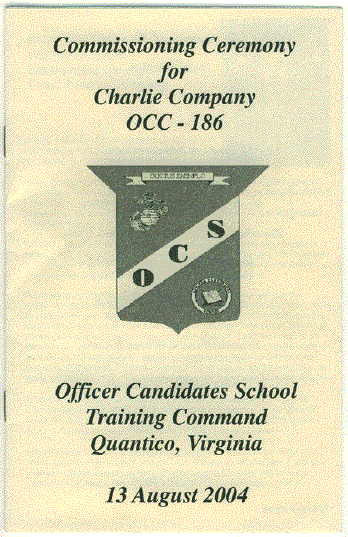 Commissioning Ceremony
for
Charlie Company
OCC - 186
DUCTUS EXEMPLO
O C S
Officer Candidates School
Training Command
Quantico, Virginia
13 August 2004